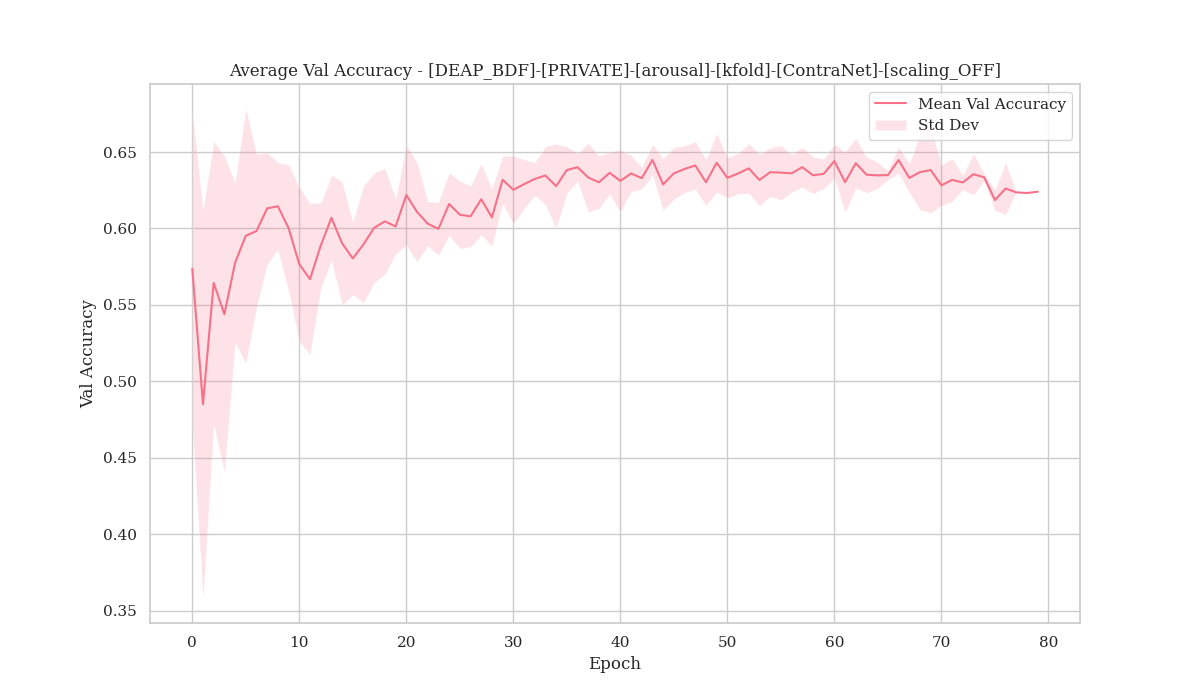 Average Val Accuracy - [DEAP_BDF]-[PRIVATE]-[arousal]-[kfold]-[ContraNet]-[scaling_OFF]
Mean Val Accuracy
Std Dev
Val Accuracy
0.65
0.60
0.55
0.50
0.45
0.40
0.35
0 10 20 30 40 50 60 70 80
Epoch